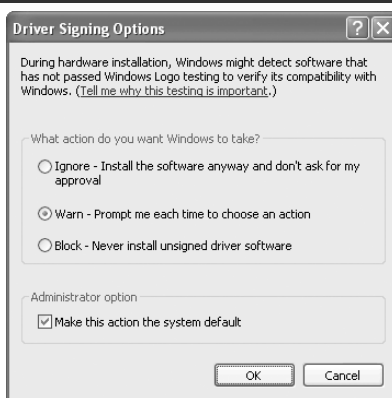 Driver Signing Options
During hardware installation, Windows might detect software that
has not passed Windows Logo testing to verify its compatibility with
Windows. (Tell me why this testing is important.)
What action do you want Windows to take?
Ignore - Install the software anyway and don't ask for my
approval
Warn - Prompt me each time to choose an action
Block - Never install unsigned driver software
Administrator option
Make this action the system default
OK Cancel